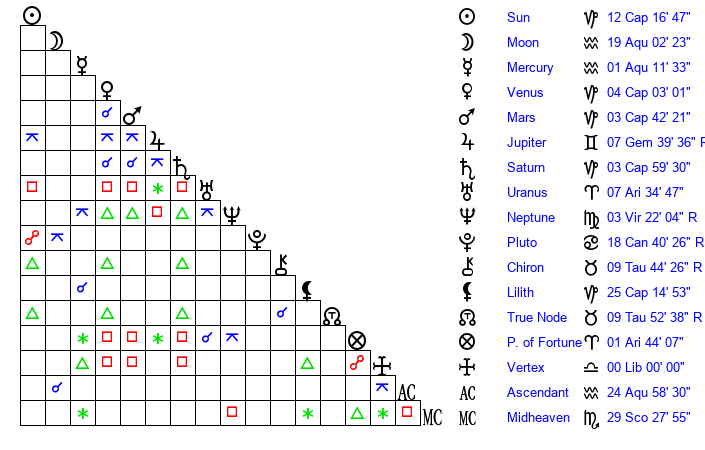 Sun 12 Cap 16' 47"
Moon 19 Aqu 02' 23"
Mercury 01 Aqu 11' 33"
Venus 04 Cap 03' 01"
Mars 03 Cap 42' 21"
Jupiter 07 Gem 39' 36" R
Saturn 03 Cap 59' 30"
Uranus 07 Ari 34' 47"
Neptune 03 Vir 22' 04" R
Pluto 18 Can 40' 26" R
Chiron 09 Tau 44' 26" R
Lilith 25 Cap 14' 53"
True Node 09 Tau 52' 38" R
P. of Fortune 01 Ari 44' 07"
Vertex 00 Lib 00' 00"
AC AC Ascendant 24 Aqu 58' 30"
MC MC Midheaven 29 Sco 27' 55"